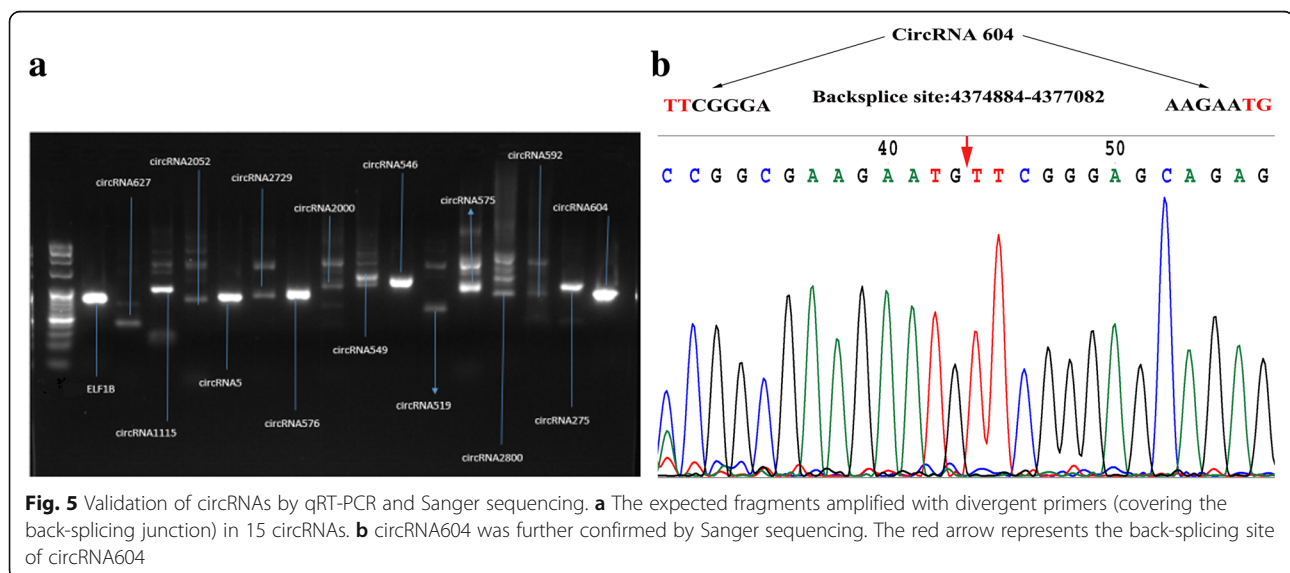 a
circRNA2052
circRNA592
circRNA546
circRNA627
circRNA2729
circRNA2000
circRNA575
circRNA604
circRNA549
ELF1B
circRNA5
circRNA519
circRNA275
circRNA1115
circRNA576
circRNA2800
b
CircRNA 604
TTCGGGA
Backsplice site:4374884-4377082
AAGAATG
40 50
C C G G C G A A G A A T G T T C G G G A G C A G A G
Fig. 5 Validation of circRNAs by qRT-PCR and Sanger sequencing. a The expected fragments amplified with divergent primers (covering the
back-splicing junction) in 15 circRNAs. b circRNA604 was further confirmed by Sanger sequencing. The red arrow represents the back-splicing site
of circRNA604